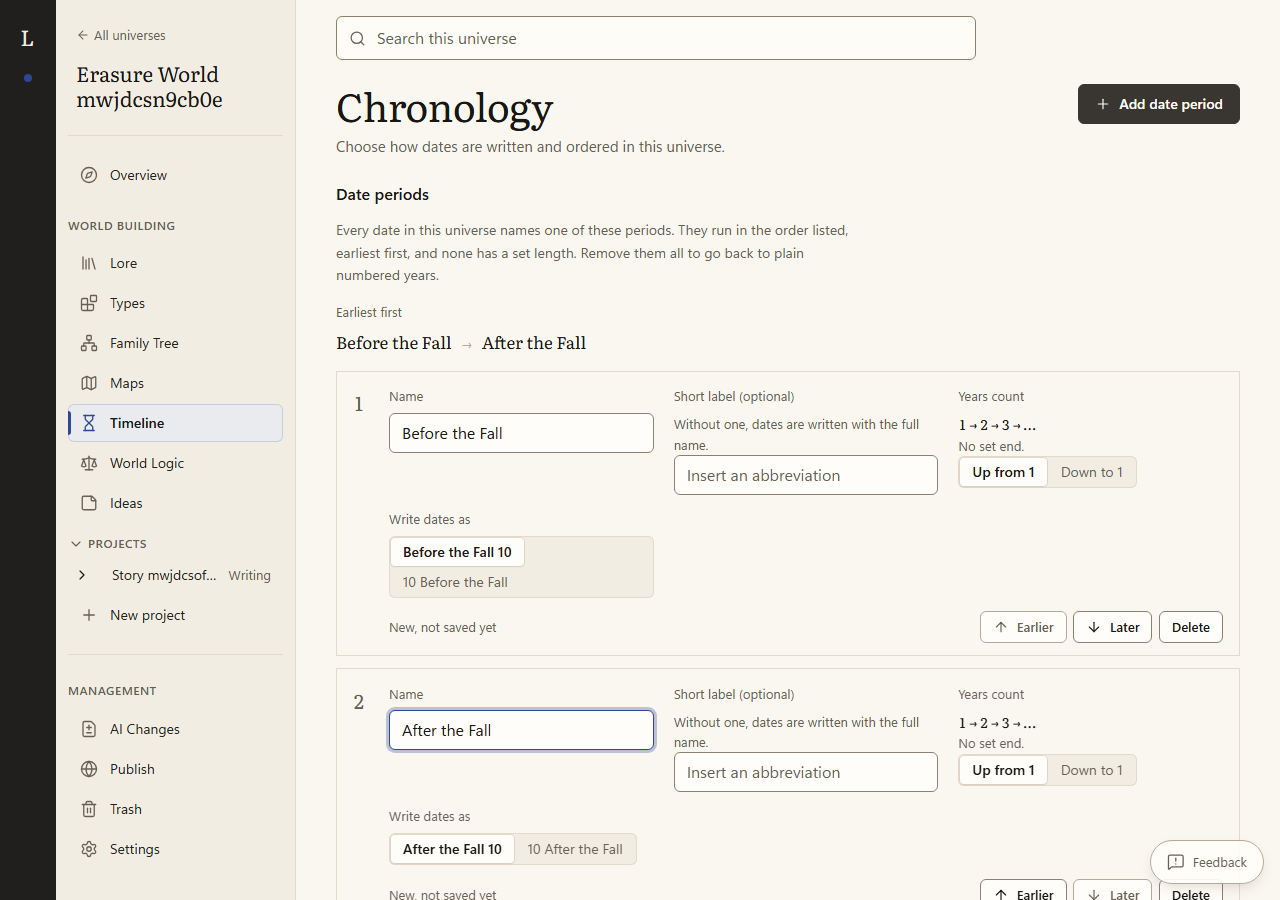 L
All universes
Erasure World
mwjdcsn9cb0e
Overview
WORLD BUILDING
Lore
Types
Family Tree
Maps
Timeline
World Logic
Ideas
PROJECTS
Story mwjdcsof... Writing
New project
MANAGEMENT
AI Changes
Publish
Trash
Settings
Search this universe
Chronology
Add date period
Choose how dates are written and ordered in this universe.
Date periods
Every date in this universe names one of these periods. They run in the order listed,
earliest first, and none has a set length. Remove them all to go back to plain
numbered years.
Earliest first
Before the Fall → After the Fall
1
Name
Before the Fall
Short label (optional)
Without one, dates are written with the full
name.
Insert an abbreviation
Years count
1 → 2 → 3 → ...
No set end.
Up from 1 Down to 1
Write dates as
Before the Fall 10
10 Before the Fall
New, not saved yet
Earlier Later Delete
2
Name
After the Fall
Short label (optional)
Without one, dates are written with the full
name.
Insert an abbreviation
Years count
1 → 2 → 3 → ...
No set end.
Up from 1 Down to 1
Write dates as
After the Fall 10 10 After the Fall
New, not saved yet
Earlier Later Delete
Feedback